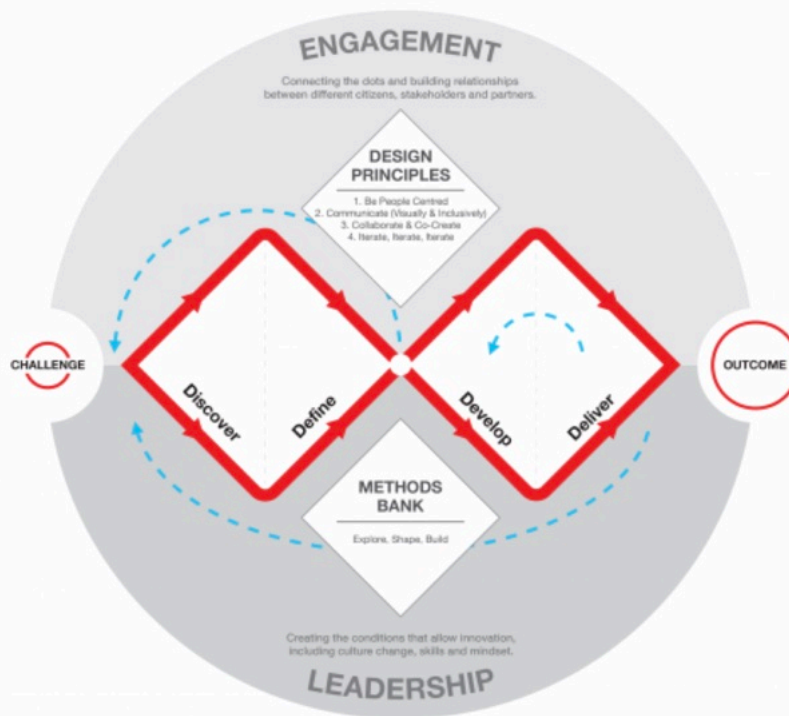 ENGAGEMENT
Connecting the dots and building relationships
between different citizens, stakeholders and partners.
DESIGN
PRINCIPLES
1. Be People Centred
2. Communicate (Visually & Inclusively)
3. Collaborate & Co-Create
4. Iterate, Iterate, Iterate
CHALLENGE
OUTCOME
Discover
Define
Develop
Deliver
METHODS
BANK
Explore, Shape, Build
Creating the conditions that allow innovation,
including culture change, skills and mindset.
LEADERSHIP